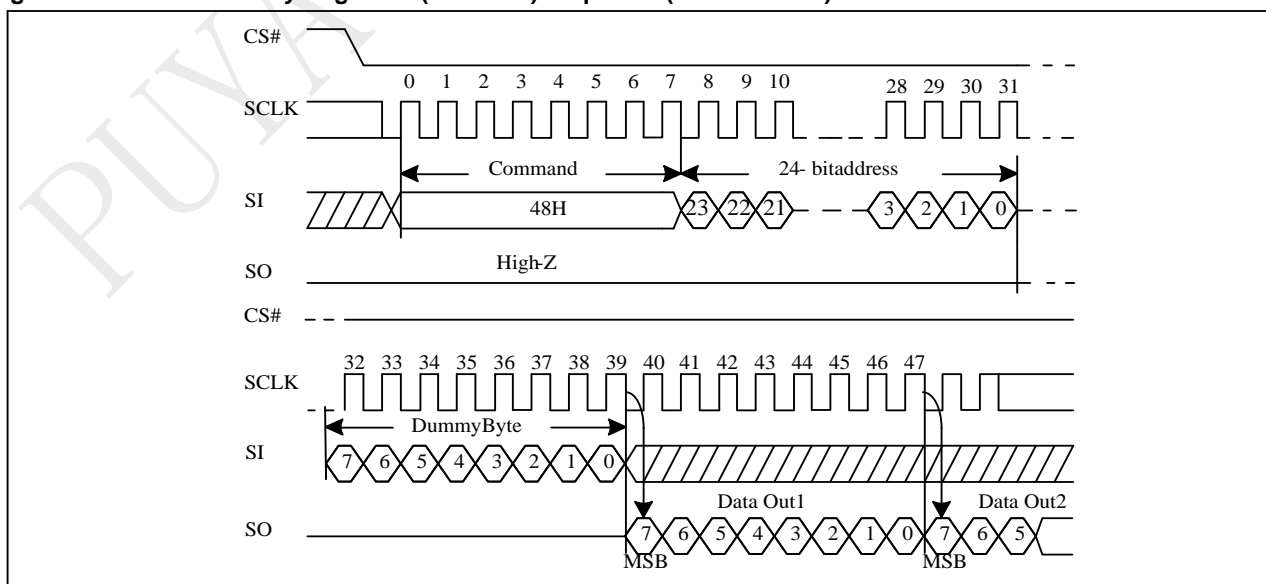 CS#
0 1 2 3 4 5 6 7 8 9 10 28 29 30 31
SCLK
Command 24- bitaddress
SI 48H 23 22 21 3 2 1 0
High-Z
SO
CS#
32 33 34 35 36 37 38 39 40 41 42 43 44 45 46 47
SCLK
DummyByte
SI 7 6 5 4 3 2 1 0
Data Out1 Data Out2
SO 7 6 5 4 3 2 1 0 7 6 5
MSB MSB
PUYA